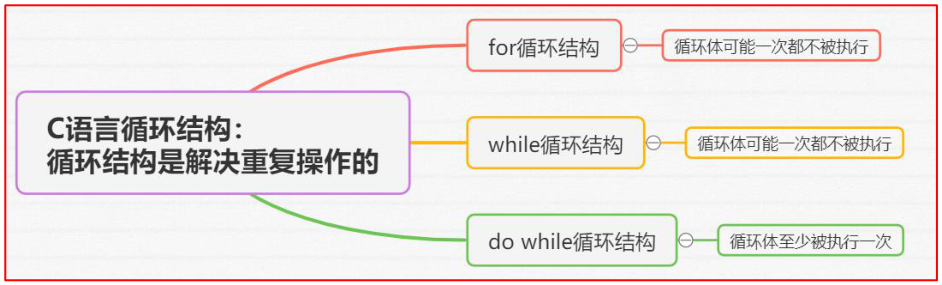 C语言循环结构：
循环结构是解决重复操作的
for循环结构
循环体可能一次都不被执行
while循环结构
循环体可能一次都不被执行
do while循环结构
循环体至少被执行一次